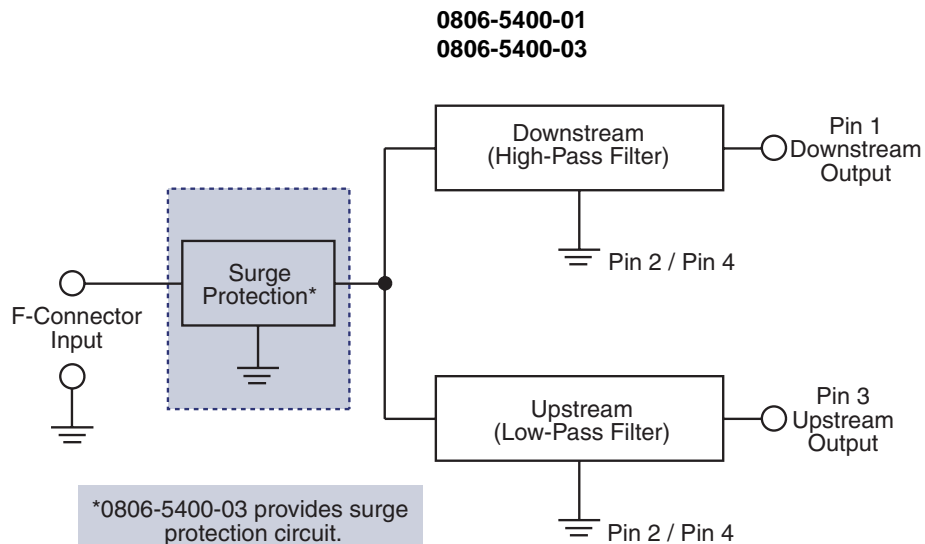 0806-5400-01
0806-5400-03
Downstream
(High-Pass Filter)
Pin 1
Downstream
Output
Pin 2 / Pin 4
Surge
Protection*
F-Connector
Input
Upstream
(Low-Pass Filter)
Pin 3
Upstream
Output
Pin 2 / Pin 4
*0806-5400-03 provides surge
protection circuit.